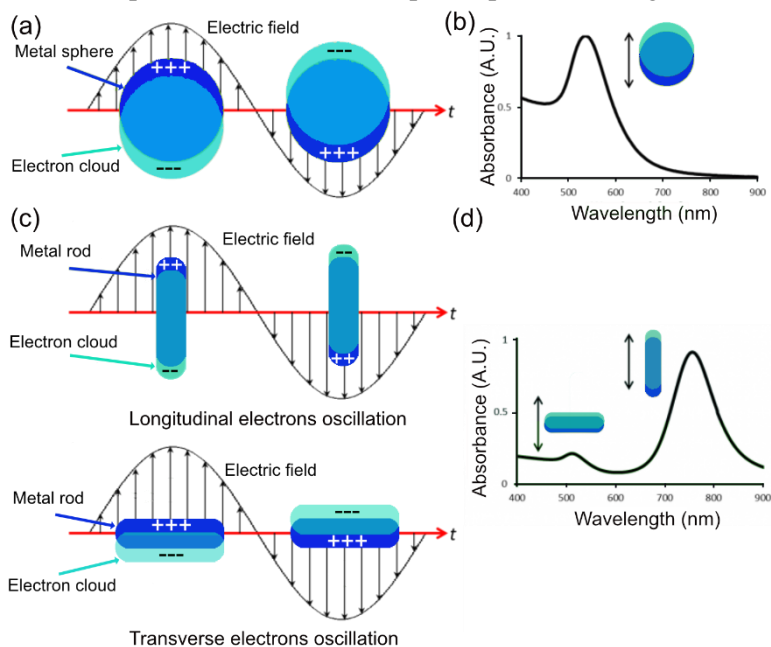 (a)
Electric field
Metal sphere
+++
---
t
Electron cloud
---
+++
(b)
Absorbance (A.U.)
1
0.5
0
400 500 600 700 800 900
Wavelength (nm)
(c)
Electric field
Metal rod
++
--
t
Electron cloud
--
++
Longitudinal electrons oscillation
Electric field
Metal rod
+++
---
t
Electron cloud
---
+++
Transverse electrons oscillation
(d)
Absorbance (A.U.)
1
0.5
0
400 500 600 700 800 900
Wavelength (nm)